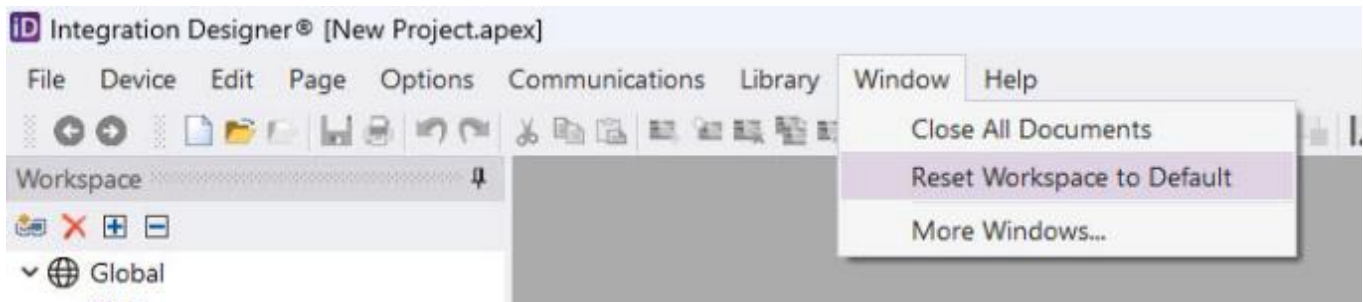 iD Integration Designer® [New Project.apex]
File Device Edit Page Options Communications Library Window Help
Close All Documents
Workspace
Reset Workspace to Default
More Windows...
Global